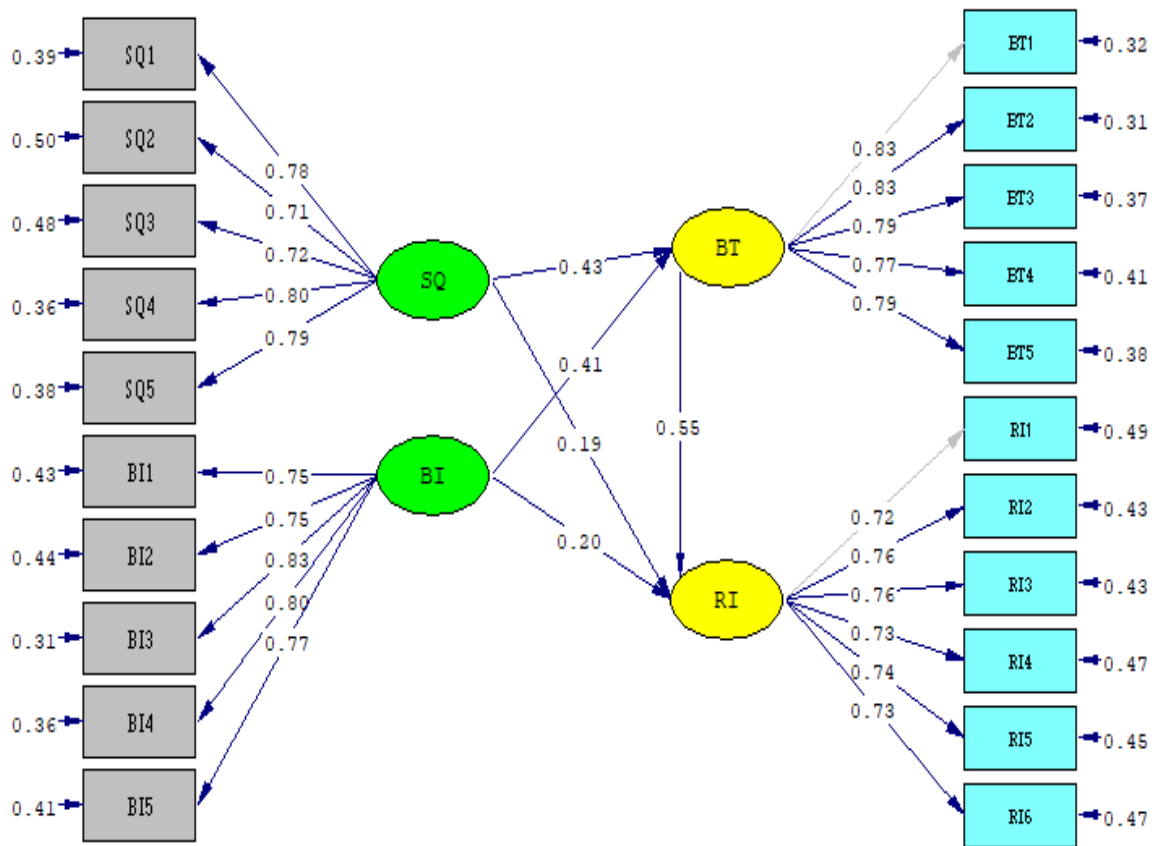 0.39 SQ1
0.50 SQ2
0.48 SQ3
0.36 SQ4
0.38 SQ5
0.43 BI1
0.44 BI2
0.31 BI3
0.36 BI4
0.41 BI5
0.78
0.71
0.72
0.80
0.79
0.75
0.75
0.83
0.80
0.77
SQ
BI
0.43
0.41
0.19
0.20
0.55
BT
RI
0.83
0.83
0.79
0.77
0.79
0.72
0.76
0.76
0.73
0.74
0.73
BT1 0.32
BT2 0.31
BT3 0.37
BT4 0.41
BT5 0.38
RI1 0.49
RI2 0.43
RI3 0.43
RI4 0.47
RI5 0.45
RI6 0.47